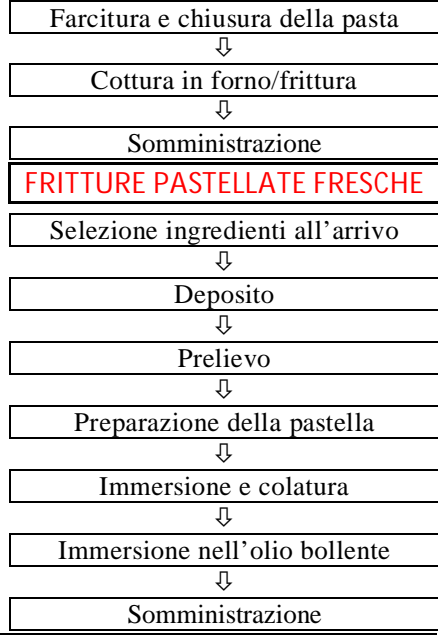 Farcitura e chiusura della pasta
⇩
Cottura in forno/frittura
⇩
Somministrazione
FRITTURE PASTELLATE FRESCHE
Selezione ingredienti all’arrivo
⇩
Deposito
⇩
Prelievo
⇩
Preparazione della pastella
⇩
Immersione e colatura
⇩
Immersione nell’olio bollente
⇩
Somministrazione